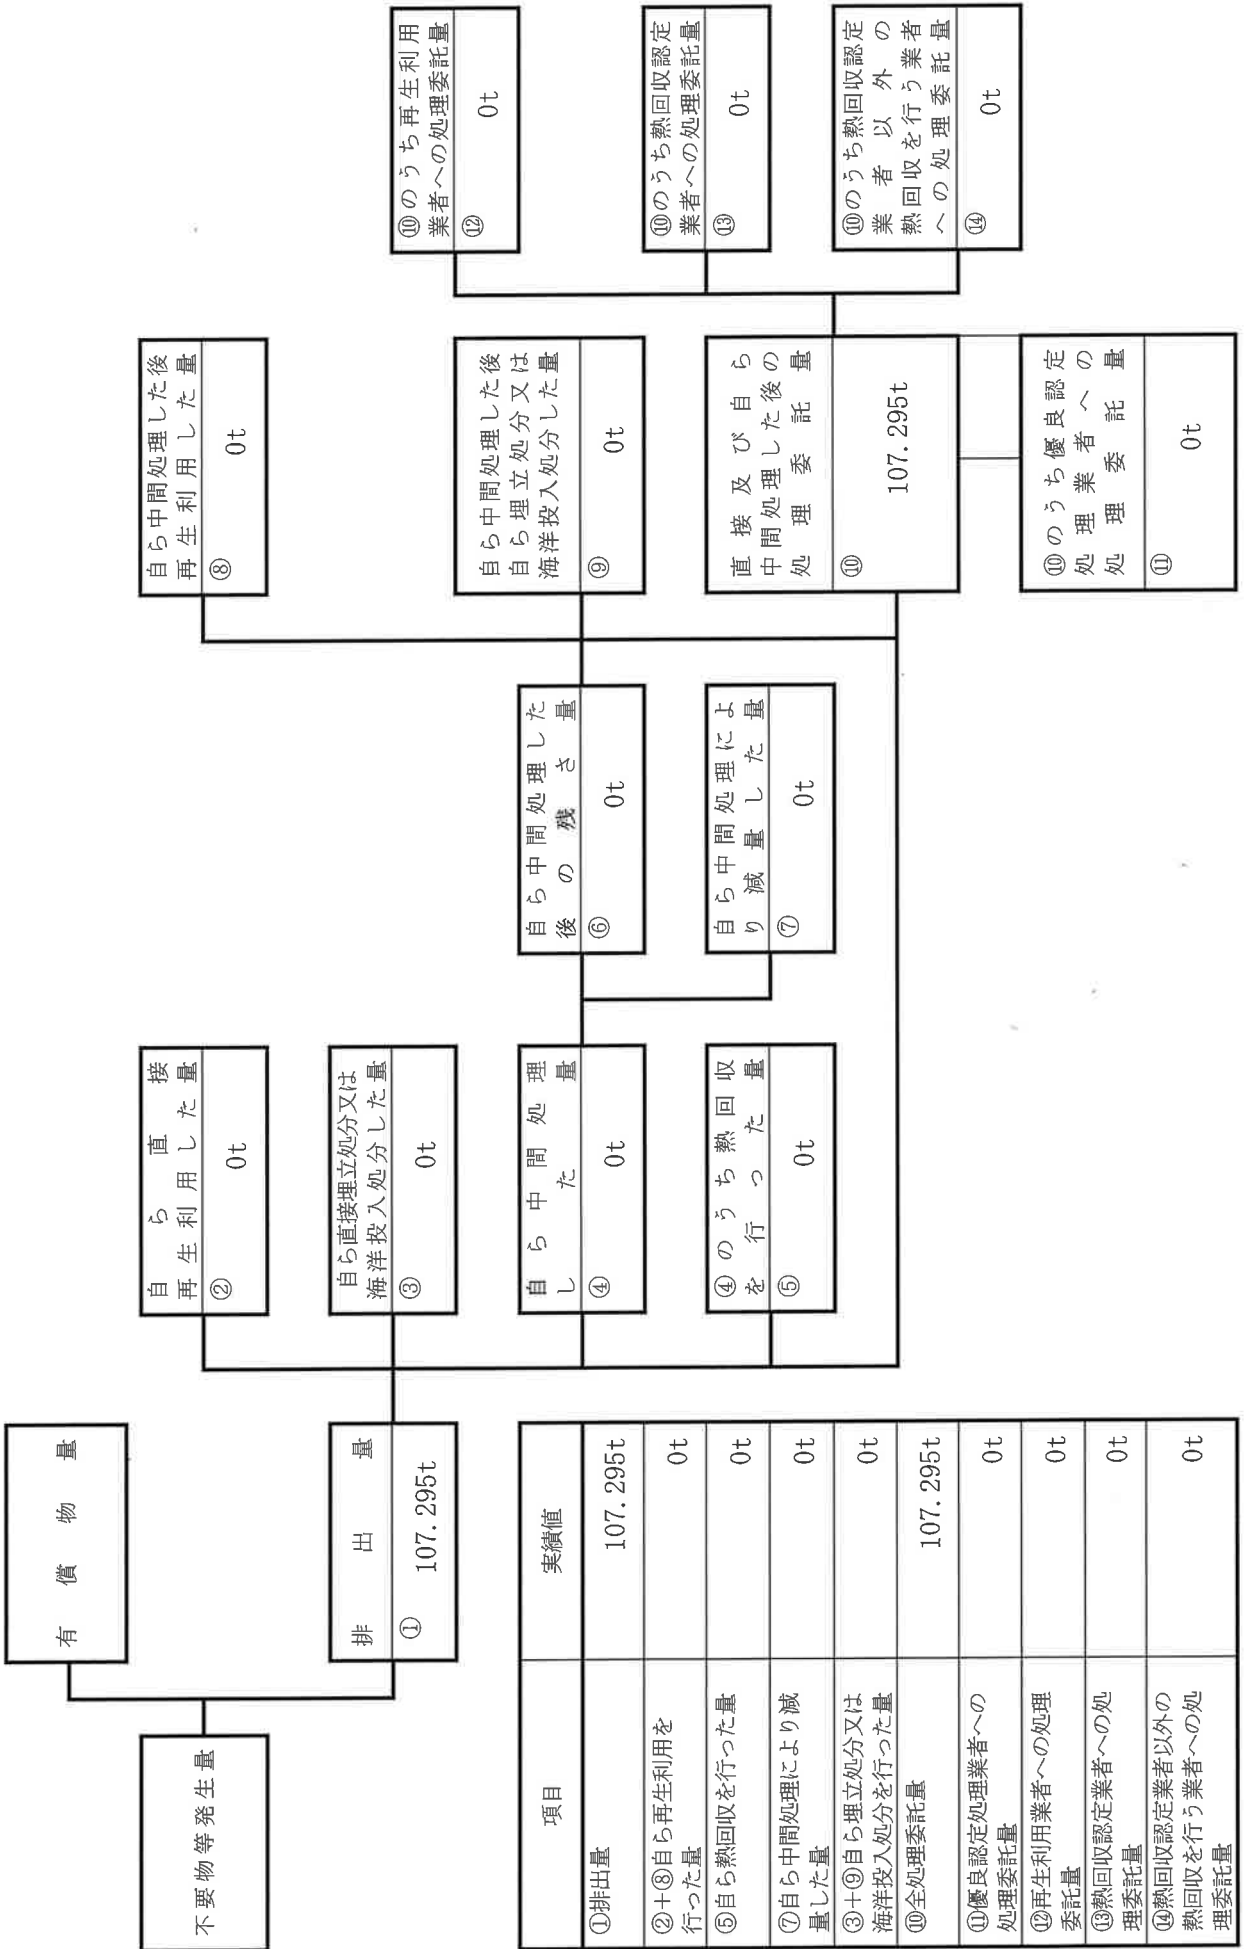 不要物等発生量
有償物量
排出量
① 107.295t
自ら直接
再生利用した量
② 0t
自ら直接埋立処分又は
海洋投入処分した量
③ 0t
自ら中間処理
した量
④ 0t
④のうち熱回収
を行った量
⑤ 0t
自ら中間処理した
後の残さ量
⑥ 0t
自ら中間処理によ
り減量した量
⑦ 0t
自ら中間処理した後
再生利用した量
⑧ 0t
自ら中間処理した後
自ら埋立処分又は
海洋投入処分した量
⑨ 0t
直接及び自ら
中間処理した後の
処理委託量
⑩ 107.295t
⑩のうち優良認定
処理業者への
処理委託量
⑪ 0t
⑩のうち再生利用
業者への処理委託量
⑫ 0t
⑩のうち熱回収認定
業者への処理委託量
⑬ 0t
⑩のうち熱回収認定
業者以外の
熱回収を行う業者
への処理委託量
⑭ 0t
項目 実績値
①排出量 107.295t
②＋⑧自ら再生利用を
行った量 0t
⑤自ら熱回収を行った量 0t
⑦自ら中間処理により減
量した量 0t
③＋⑨自ら埋立処分又は
海洋投入処分を行った量 0t
⑩全処理委託量 107.295t
⑪優良認定処理業者への
処理委託量 0t
⑫再生利用業者への処理
委託量 0t
⑬熱回収認定業者への処
理委託量 0t
⑭熱回収認定業者以外の
熱回収を行う業者への処
理委託量 0t